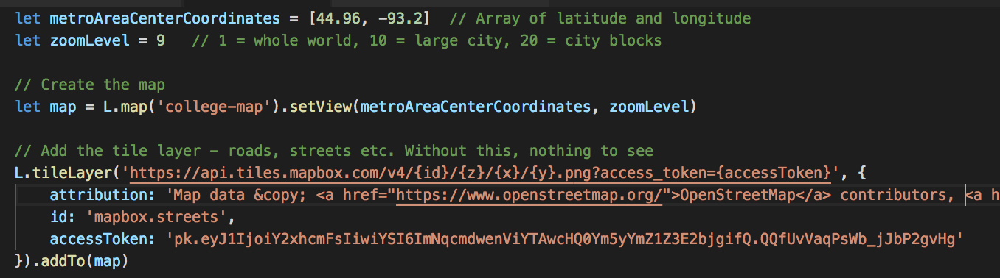 let metroAreaCenterCoordinates = [44.96, -93.2]  // Array of latitude and longitude
let zoomLevel = 9   // 1 = whole world, 10 = large city, 20 = city blocks
// Create the map
let map = L.map('college-map').setView(metroAreaCenterCoordinates, zoomLevel)
// Add the tile layer - roads, streets etc. Without this, nothing to see
L.tileLayer('https://api.tiles.mapbox.com/v4/{id}/{z}/{x}/{y}.png?access_token={accessToken}', {
    attribution: 'Map data &copy; <a href="https://www.openstreetmap.org/">OpenStreetMap</a> contributors, <a h
    id: 'mapbox.streets',
    accessToken: 'pk.eyJ1IjoiY2xhcmFsIiwiYSI6ImNqcmdwenViYTAwcHQ0Ym5yYmZ1Z3E2bjgifQ.QQfUvVaqPsWb_jJbP2gvHg'
}).addTo(map)